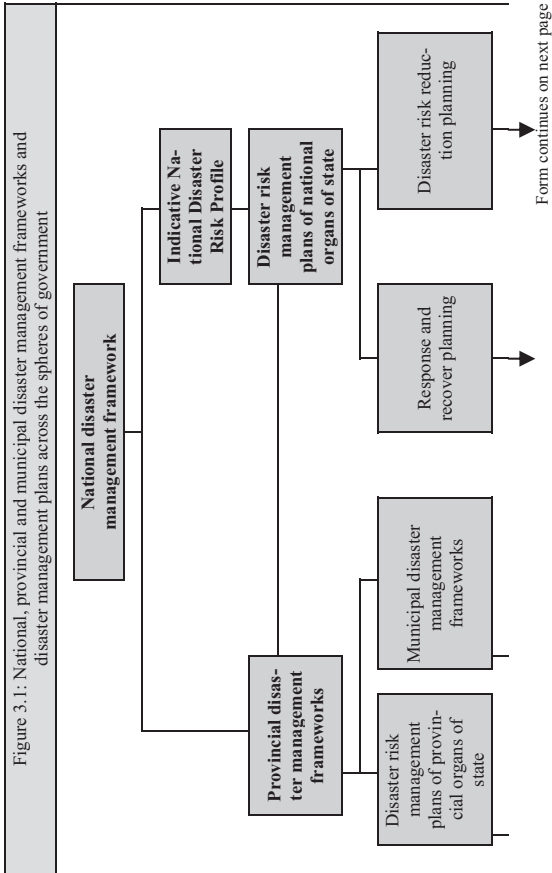 Figure 3.1: National, provincial and municipal disaster management frameworks and
disaster management plans across the spheres of government
National disaster
management framework
Indicative Na-
tional Disaster
Risk Profile
Provincial disas-
ter management
frameworks
Disaster risk
management
plans of national
organs of state
Disaster risk
management
plans of provin-
cial organs of
state
Municipal disaster
management
frameworks
Response and
recover planning
Disaster risk reduc-
tion planning
Form continues on next page